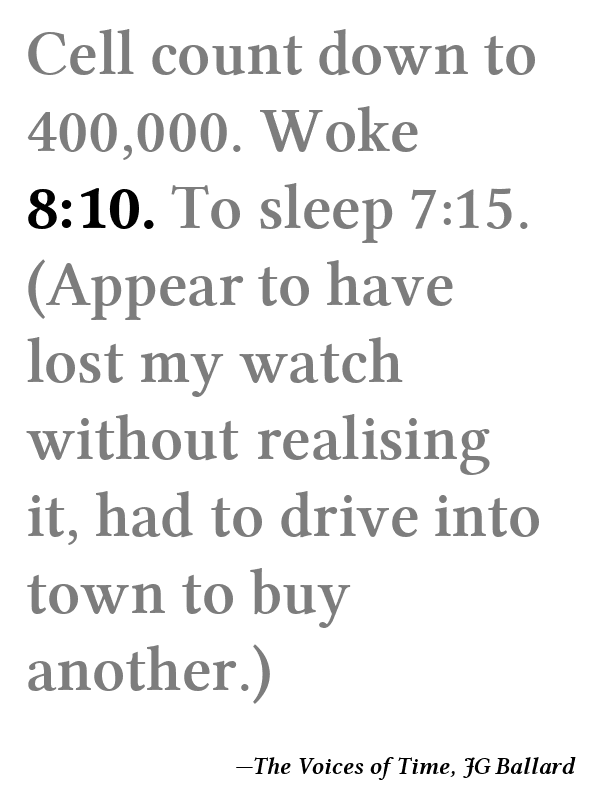 Cell count down to
400,000. Woke
8:10. To sleep 7:15.
(Appear to have
lost my watch
without realising
it, had to drive into
town to buy
another.)
—The Voices of Time, JG Ballard